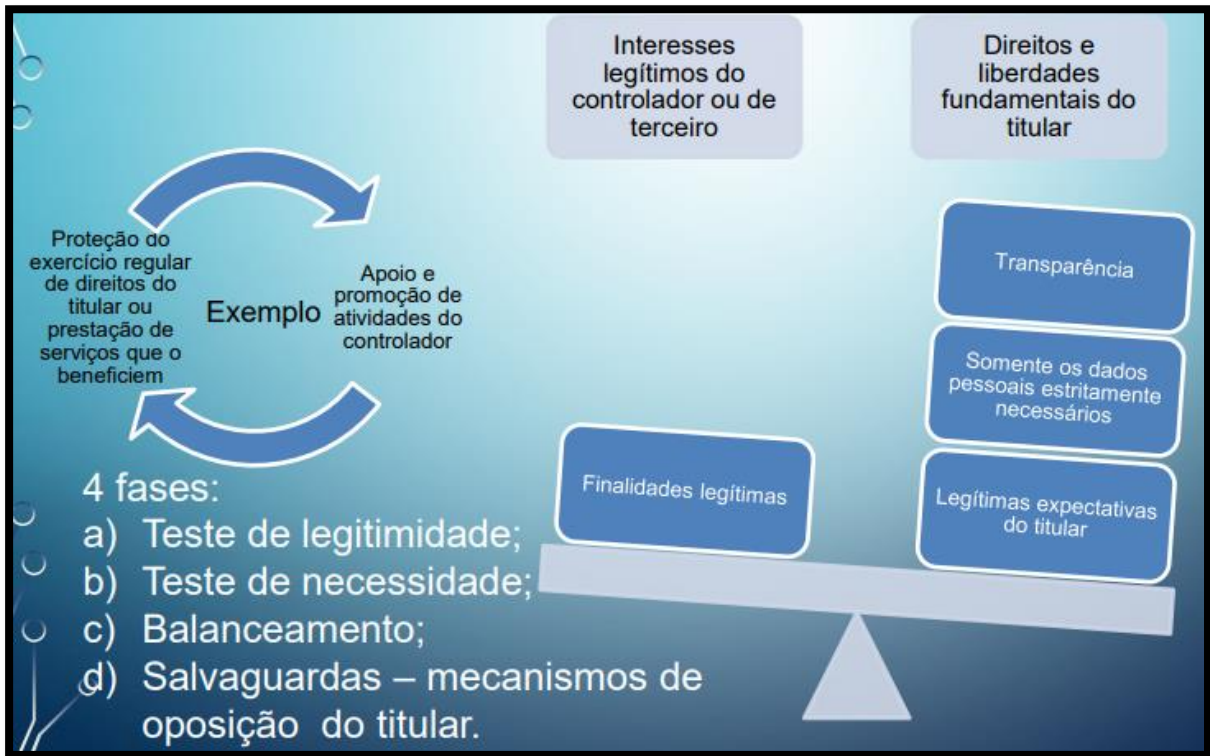 Interesses
legítimos do
controlador ou de
terceiro
Direitos e
liberdades
fundamentais do
titular
Proteção do
exercício regular
de direitos do
titular ou
prestação de
serviços que o
beneficiem
Exemplo
Apoio e
promoção de
atividades do
controlador
Transparência
Somente os dados
pessoais estritamente
necessários
Finalidades legítimas
Legítimas expectativas
do titular
4 fases:
a) Teste de legitimidade;
b) Teste de necessidade;
c) Balanceamento;
d) Salvaguardas – mecanismos de
oposição do titular.